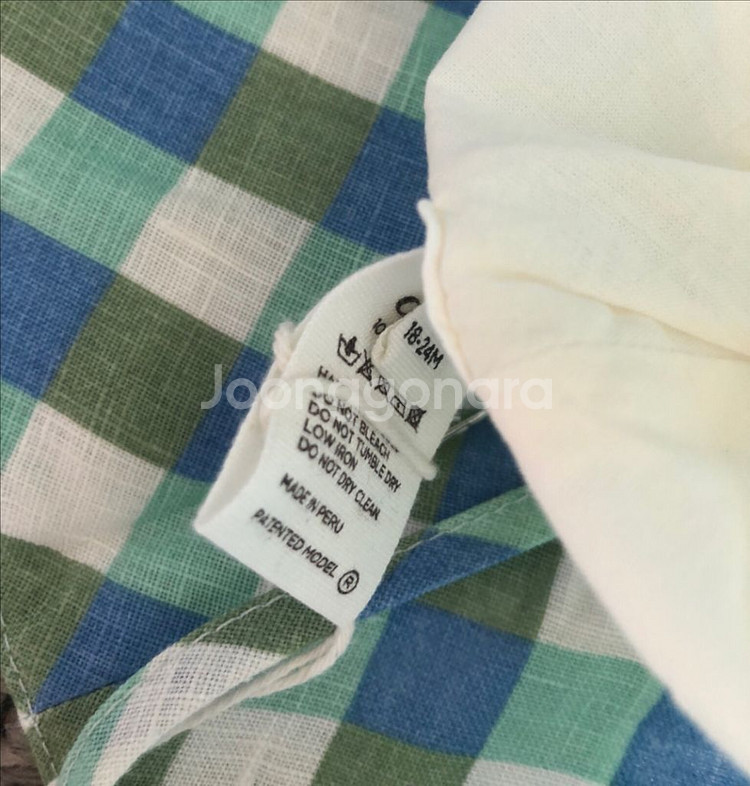 18-24M
DO NOT BLEACH
DO NOT TUMBLE DRY
LOW IRON
DO NOT DRY CLEAN
MADE IN PERU
PATENTED MODEL ®
Joonagonara